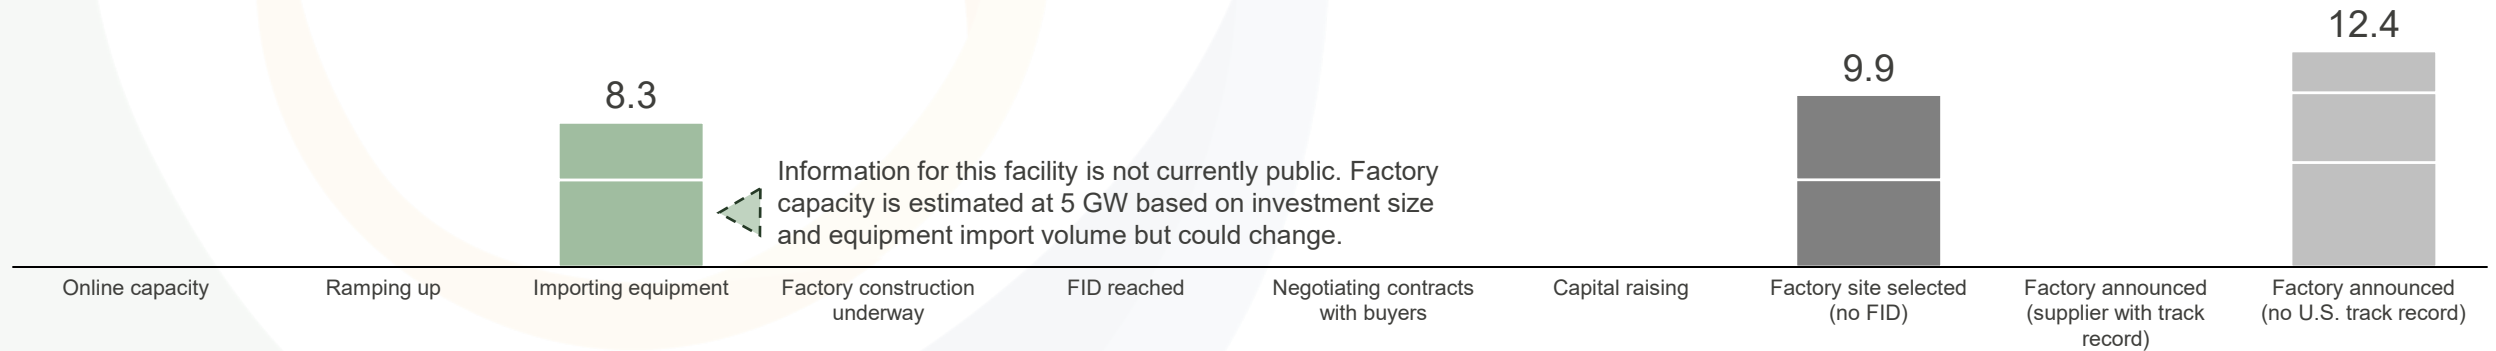 12.4
9.9
8.3
Information for this facility is not currently public. Factory
capacity is estimated at 5 GW based on investment size
and equipment import volume but could change.
Online capacity
Ramping up
Importing equipment
Factory construction
underway
FID reached
Negotiating contracts
with buyers
Capital raising
Factory site selected
(no FID)
Factory announced
(supplier with track
record)
Factory announced
(no U.S. track record)